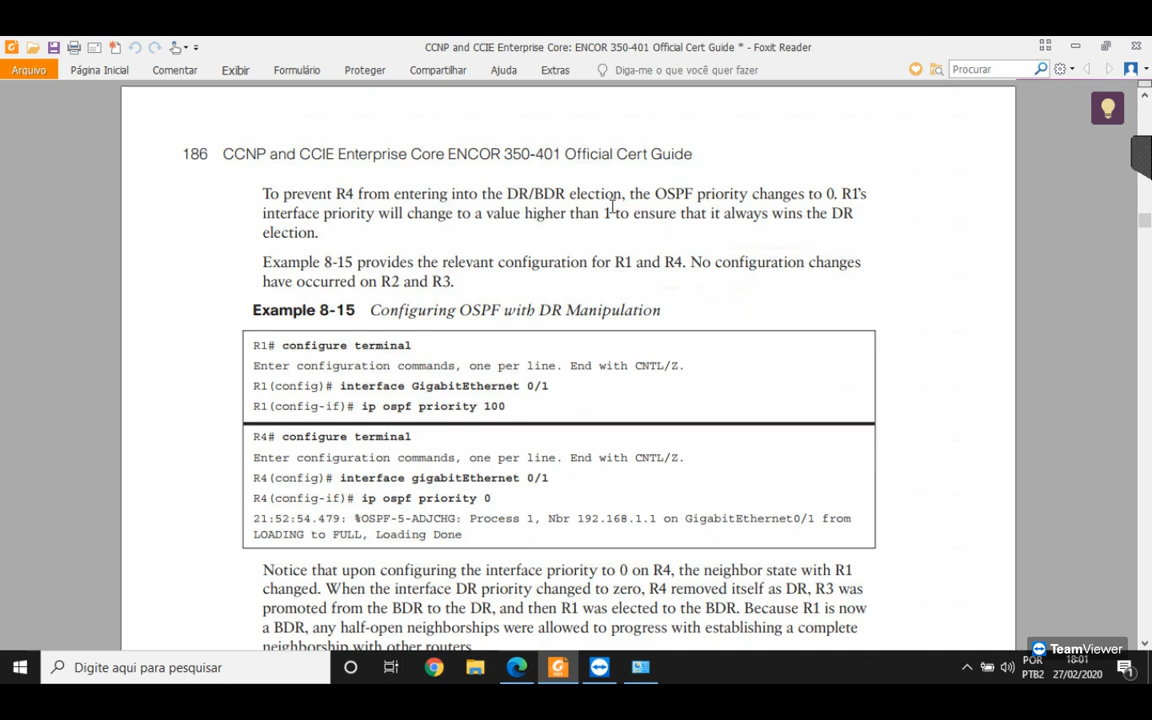 CCNP and CCIE Enterprise Core: ENCOR 350-401 Official Cert Guide * - Foxit Reader
Arquivo Página Inicial Comentar Exibir Formulário Proteger Compartilhar Ajuda Extras Diga-me o que você quer fazer Procurar
186 CCNP and CCIE Enterprise Core ENCOR 350-401 Official Cert Guide
To prevent R4 from entering into the DR/BDR election, the OSPF priority changes to 0. R1's
interface priority will change to a value higher than 1 to ensure that it always wins the DR
election.
Example 8-15 provides the relevant configuration for R1 and R4. No configuration changes
have occurred on R2 and R3.
Example 8-15 Configuring OSPF with DR Manipulation
R1# configure terminal
Enter configuration commands, one per line. End with CNTL/Z.
R1(config)# interface GigabitEthernet 0/1
R1(config-if)# ip ospf priority 100
R4# configure terminal
Enter configuration commands, one per line. End with CNTL/Z.
R4(config)# interface gigabitEthernet 0/1
R4(config-if)# ip ospf priority 0
21:52:54.479: %OSPF-5-ADJCHG: Process 1, Nbr 192.168.1.1 on GigabitEthernet0/1 from
LOADING to FULL, Loading Done
Notice that upon configuring the interface priority to 0 on R4, the neighbor state with R1
changed. When the interface DR priority changed to zero, R4 removed itself as DR, R3 was
promoted from the BDR to the DR, and then R1 was elected to the BDR. Because R1 is now
a BDR, any half-open neighborships were allowed to progress with establishing a complete
neighborship with other routers.
TeamViewer
Digite aqui para pesquisar
POR
PTB2
18:01
27/02/2020
1